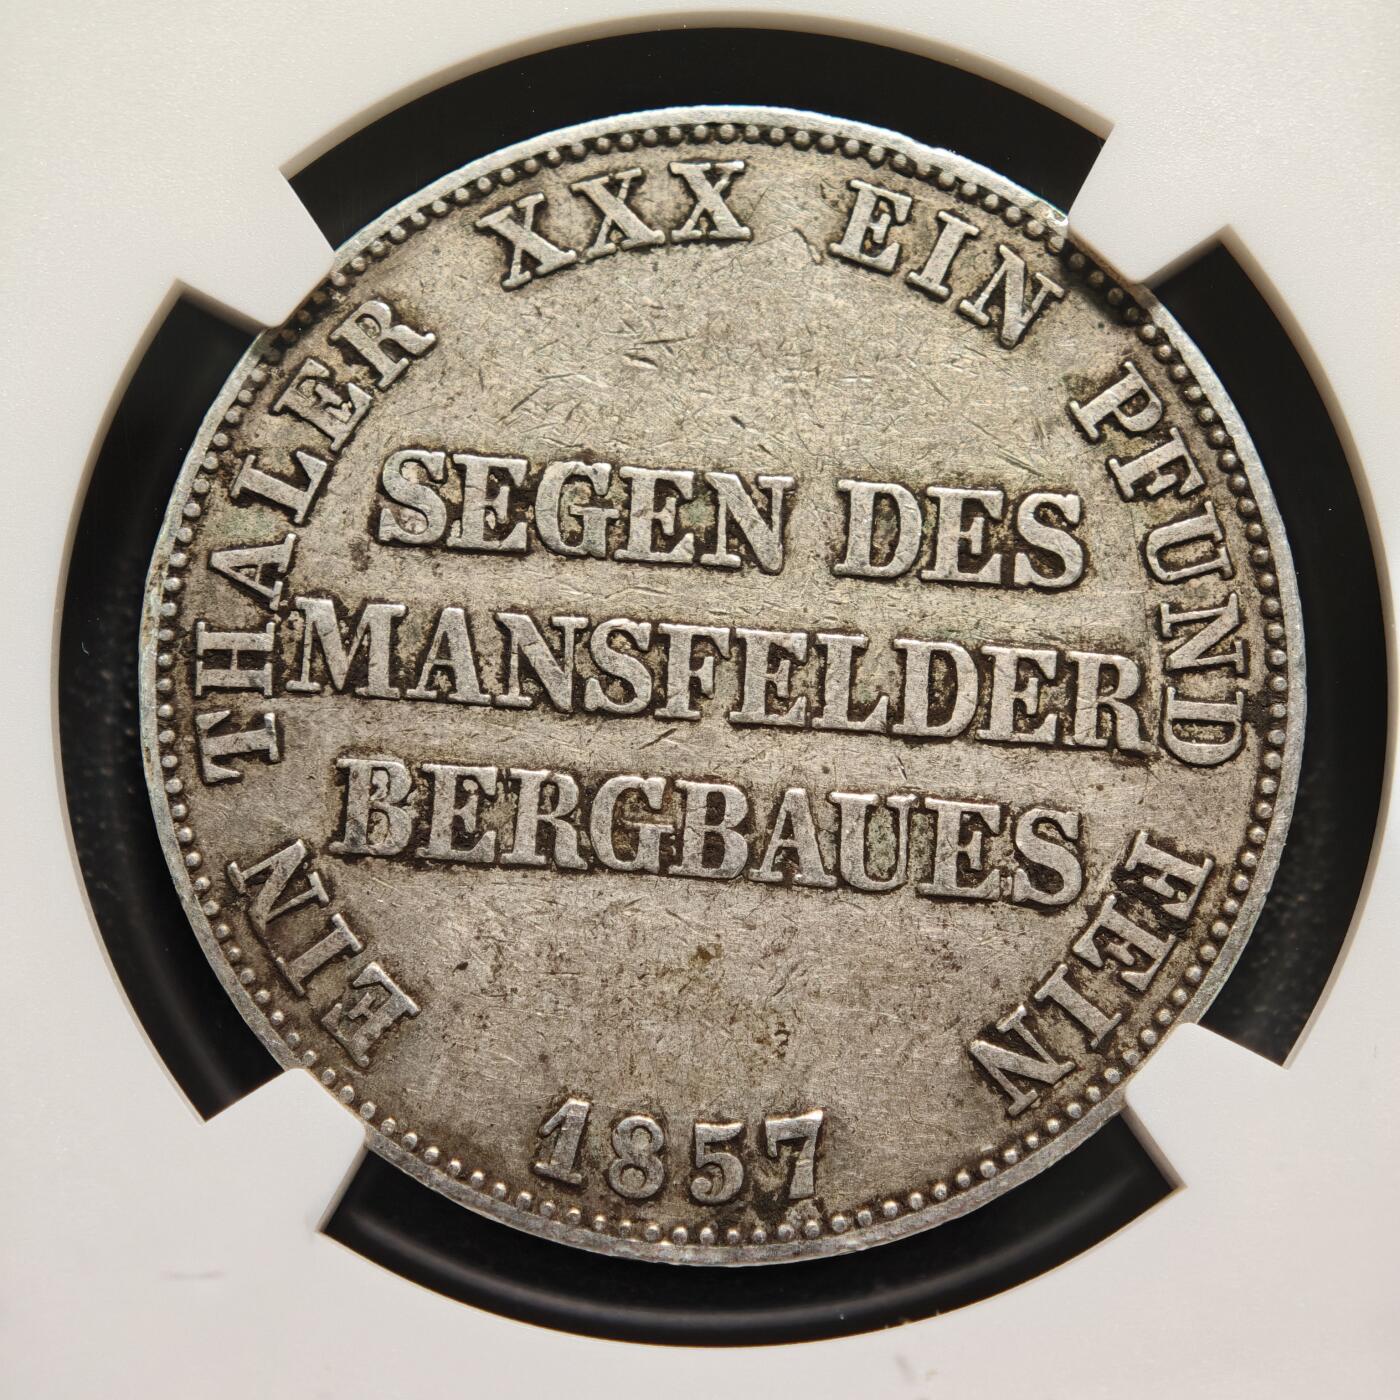 EIN THALER XXX EIN PFUND FEIN
SEGEN DES
MANSFELDER
BERGBAUES
1857